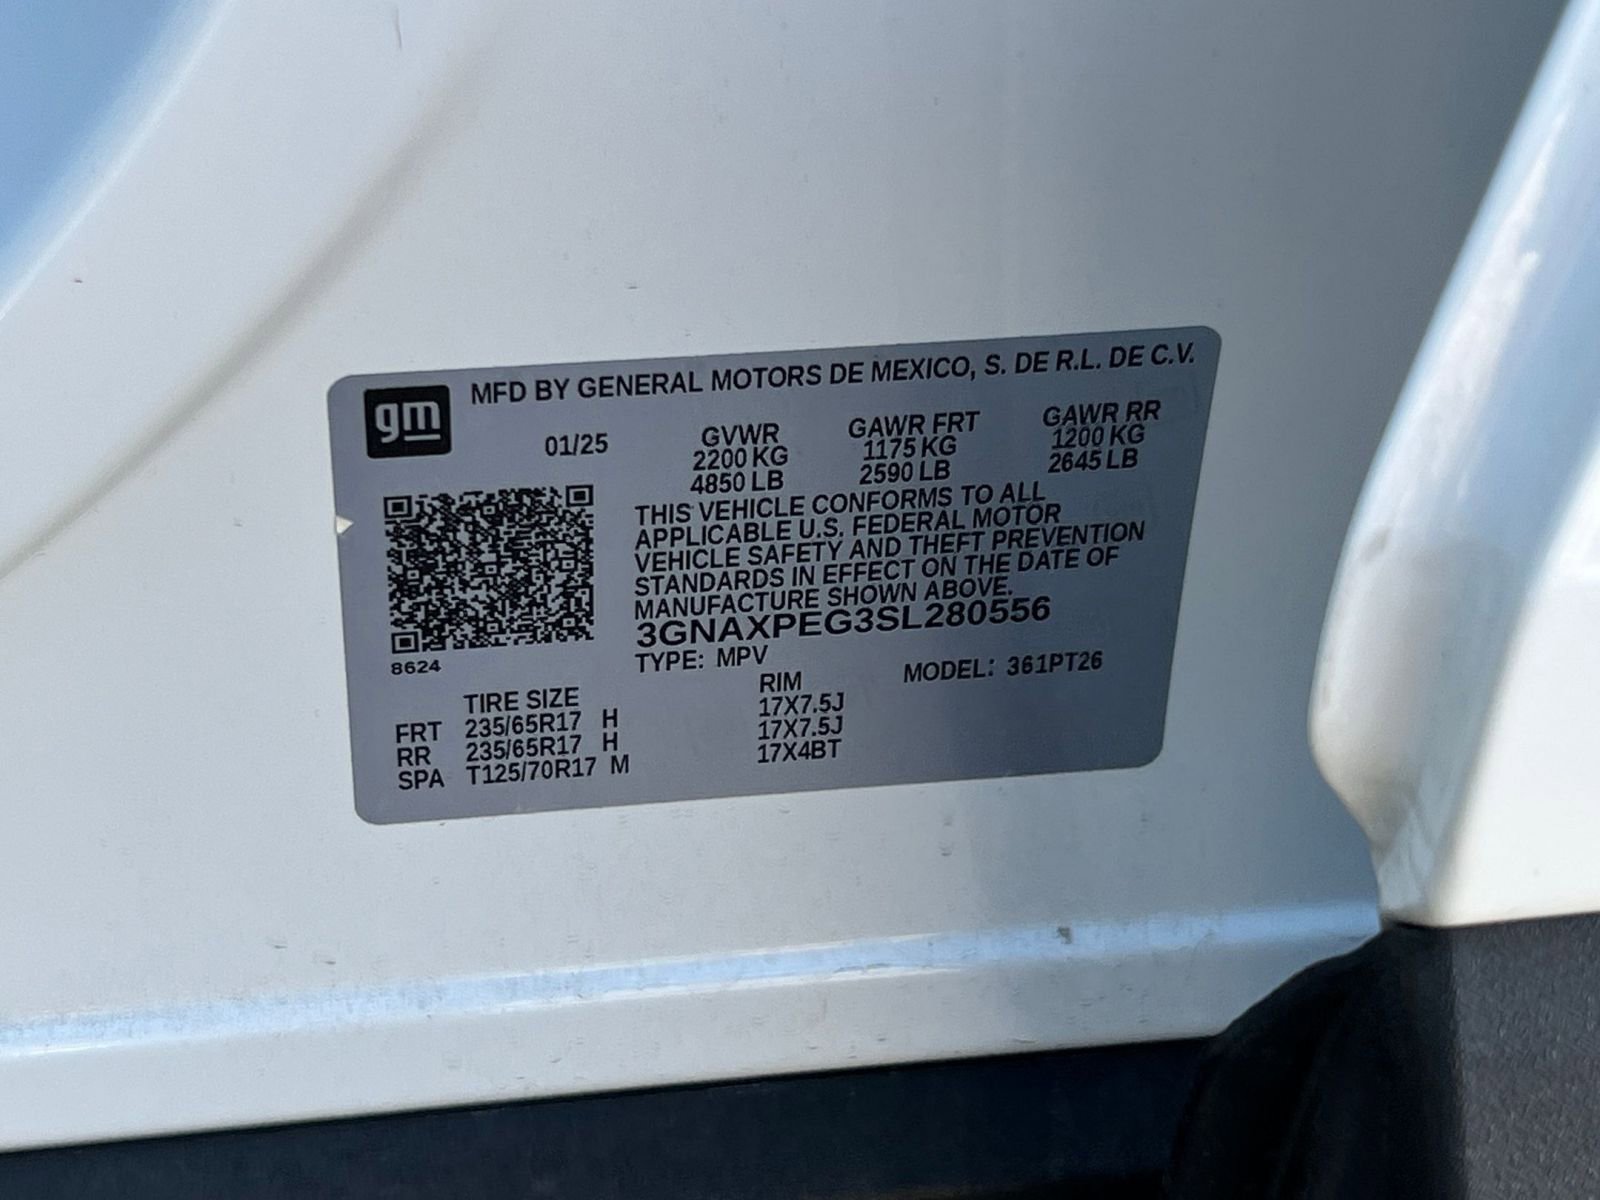 gm
MFD BY GENERAL MOTORS DE MEXICO, S. DE R.L. DE C.V.
01/25
GVWR GAWR FRT GAWR RR
2200 KG 1175 KG 1200 KG
4850 LB 2590 LB 2645 LB
THIS VEHICLE CONFORMS TO ALL
APPLICABLE U.S. FEDERAL MOTOR
VEHICLE SAFETY AND THEFT PREVENTION
STANDARDS IN EFFECT ON THE DATE OF
MANUFACTURE SHOWN ABOVE.
3GNAXPEG3SL280556
8624
TYPE: MPV MODEL: 361PT26
TIRE SIZE RIM
FRT 235/65R17 H 17X7.5J
RR 235/65R17 H 17X7.5J
SPA T125/70R17 M 17X4BT